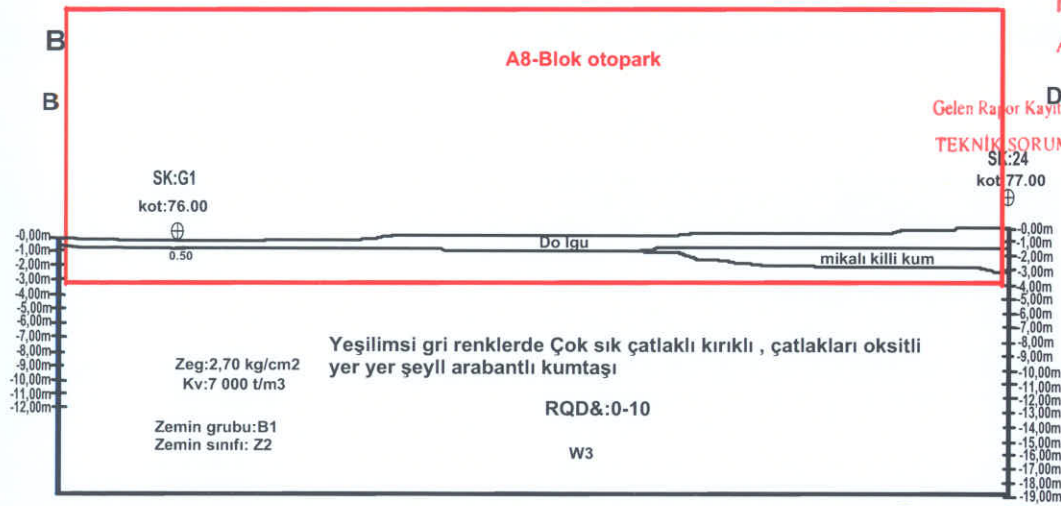 B
A8-Blok otopark
B
D
Gelen Rapor Kayıt
TEKNİK SORUM
SK:G1
kot:76.00
SK:24
kot:77.00
-0,00m
-1,00m
-2,00m
-3,00m
-4,00m
-5,00m
-6,00m
-7,00m
-8,00m
-9,00m
-10,00m
-11,00m
-12,00m
0.50
Do lgu
mikalı killi kum
-0,00m
-1,00m
-2,00m
-3,00m
-4,00m
-5,00m
-6,00m
-7,00m
-8,00m
-9,00m
-10,00m
-11,00m
-12,00m
-13,00m
-14,00m
-15,00m
-16,00m
-17,00m
-18,00m
-19,00m
Yeşilimsi gri renklerde Çok sık çatlaklı kırıklı , çatlakları oksitli
yer yer şeyll arabantlı kumtaşı
Zeg:2,70 kg/cm2
Kv:7 000 t/m3
RQD&:0-10
Zemin grubu:B1
Zemin sınıfı: Z2
W3